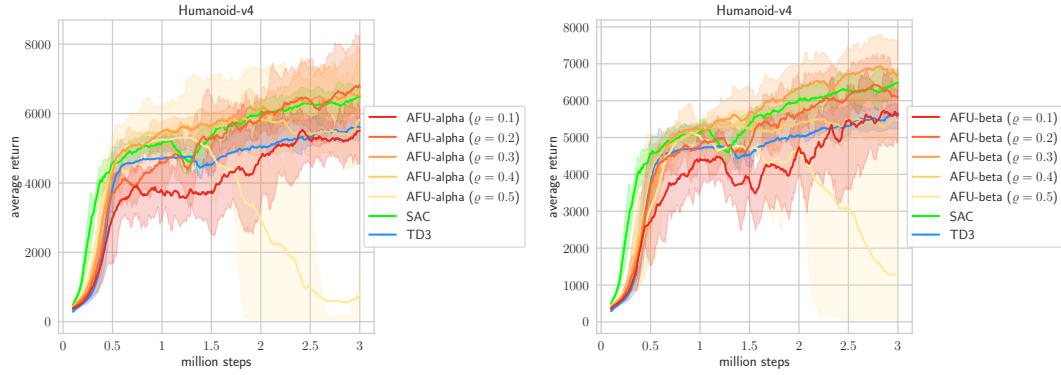 Humanoid-v4
8000
6000
4000
2000
0
average return
0
0.5
1
1.5
2
2.5
3
million steps
AFU-alpha (ϱ = 0.1)
AFU-alpha (ϱ = 0.2)
AFU-alpha (ϱ = 0.3)
AFU-alpha (ϱ = 0.4)
AFU-alpha (ϱ = 0.5)
SAC
TD3
Humanoid-v4
8000
7000
6000
5000
4000
3000
2000
1000
0
average return
0
0.5
1
1.5
2
2.5
3
million steps
AFU-beta (ϱ = 0.1)
AFU-beta (ϱ = 0.2)
AFU-beta (ϱ = 0.3)
AFU-beta (ϱ = 0.4)
AFU-beta (ϱ = 0.5)
SAC
TD3